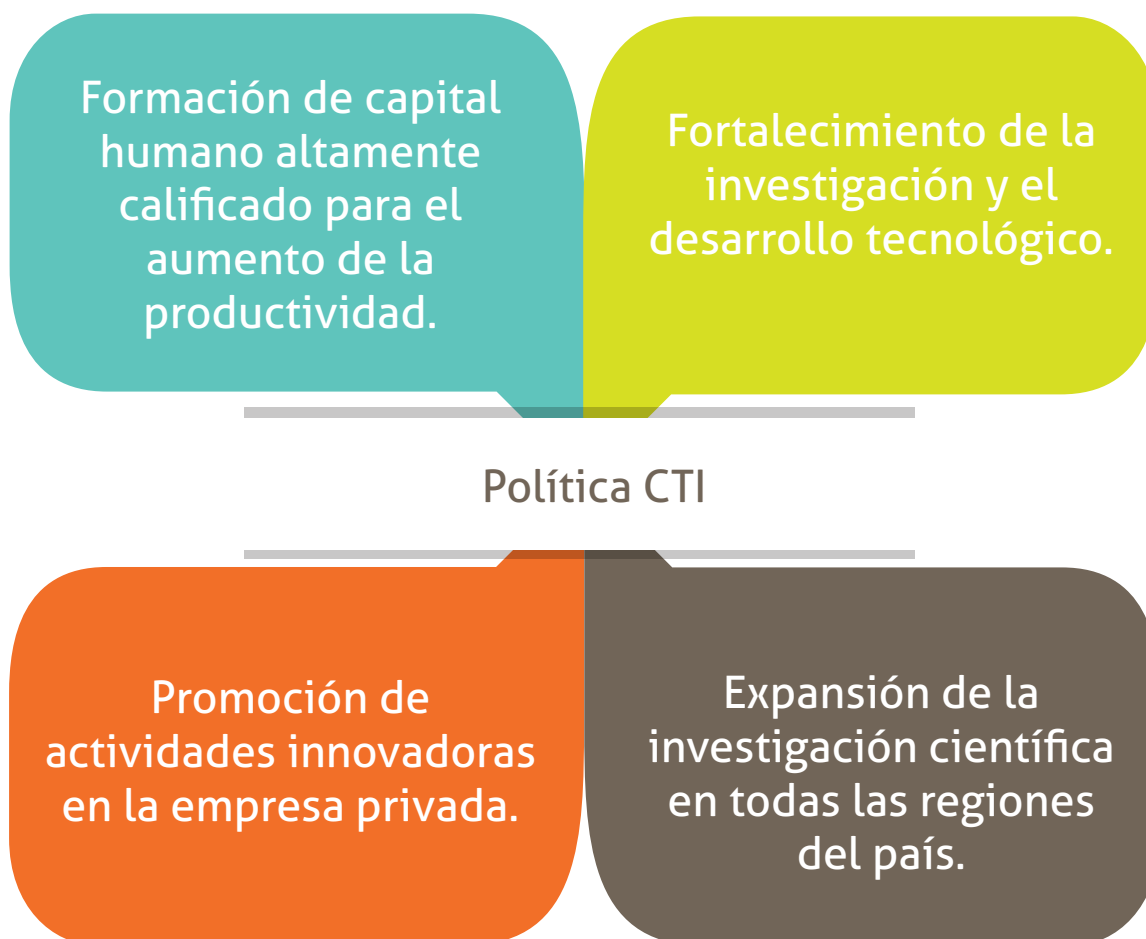 Formación de capital
humano altamente
calificado para el
aumento de la
productividad.
Fortalecimiento de la
investigación y el
desarrollo tecnológico.
Política CTI
Promoción de
actividades innovadoras
en la empresa privada.
Expansión de la
investigación científica
en todas las regiones
del país.